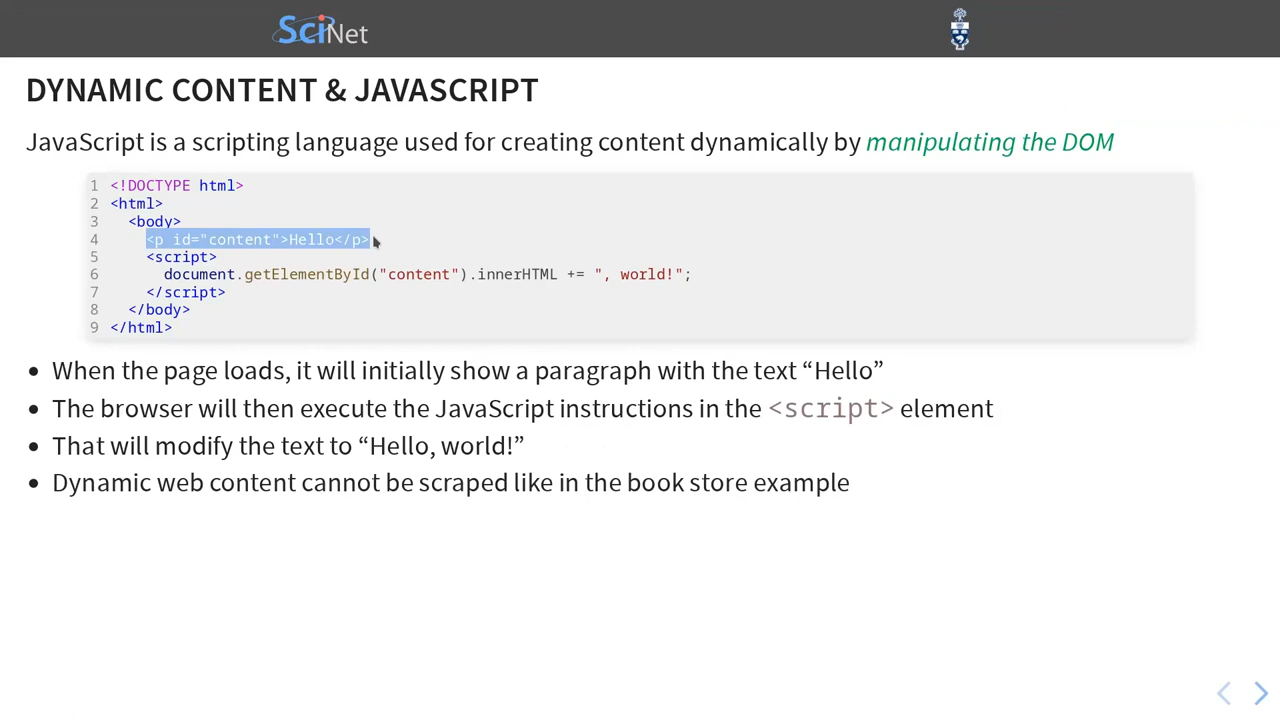 SciNet
DYNAMIC CONTENT & JAVASCRIPT
JavaScript is a scripting language used for creating content dynamically by manipulating the DOM
1 <!DOCTYPE html>
2 <html>
3   <body>
4     <p id="content">Hello</p>
5     <script>
6       document.getElementById("content").innerHTML += ", world!";
7     </script>
8   </body>
9 </html>
• When the page loads, it will initially show a paragraph with the text “Hello”
• The browser will then execute the JavaScript instructions in the <script> element
• That will modify the text to “Hello, world!”
• Dynamic web content cannot be scraped like in the book store example